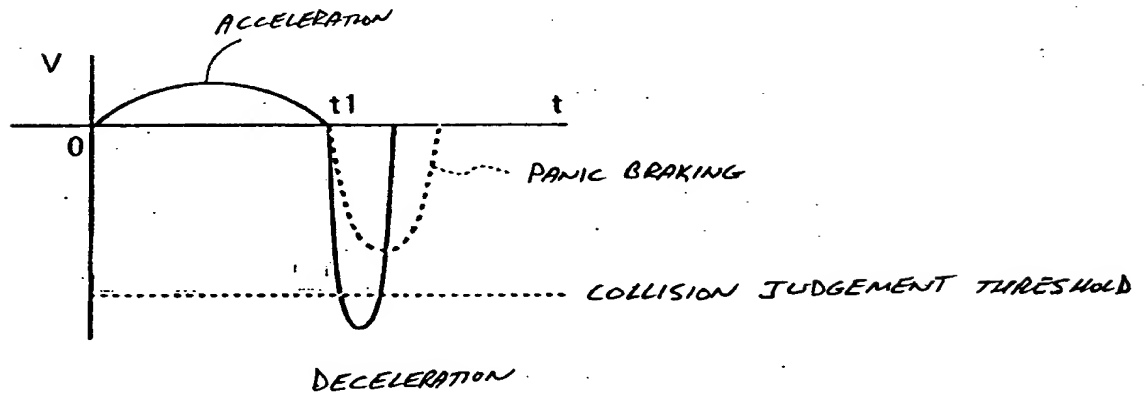 ACCELERATION
V
t1
t
0
PANIC BRAKING
COLLISION JUDGEMENT THRESHOLD
DECELERATION